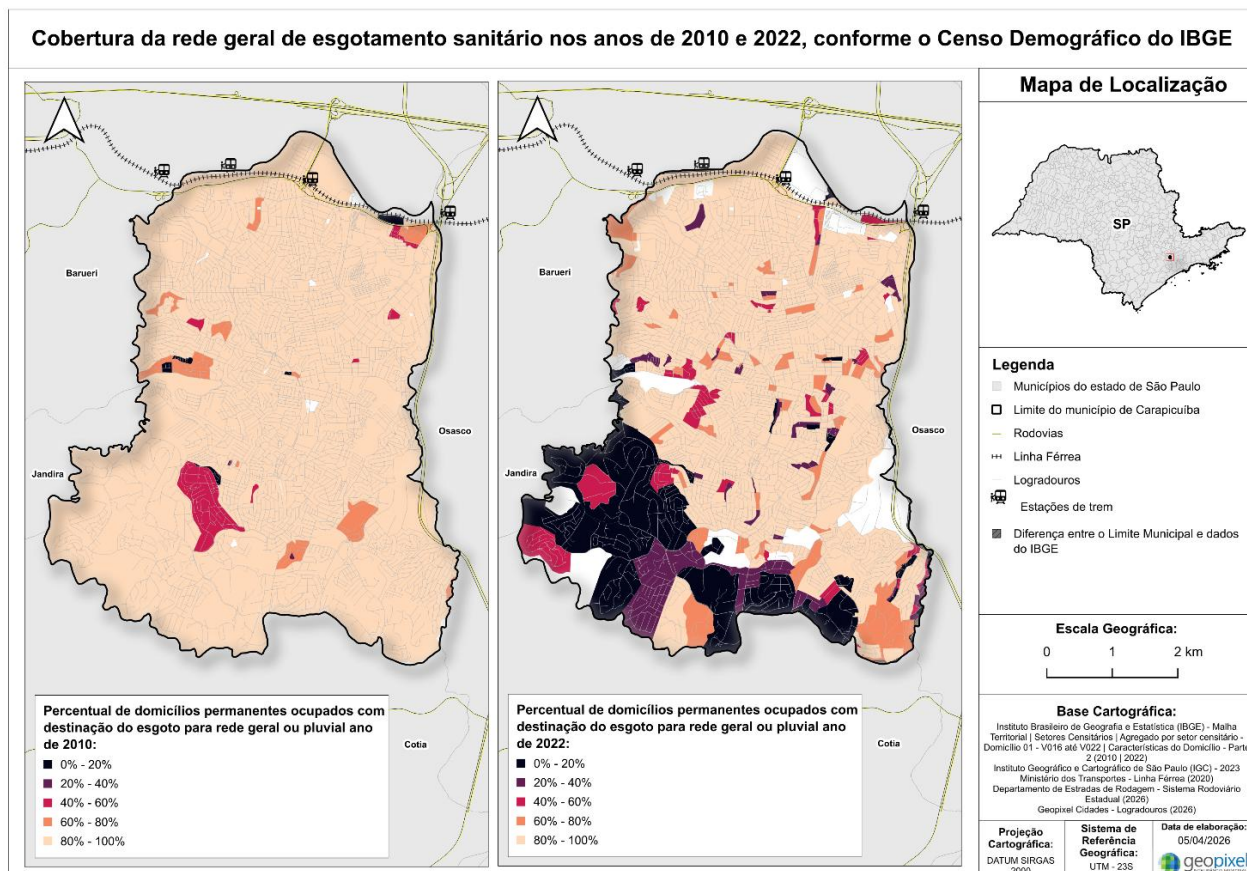 Cobertura da rede geral de esgotamento sanitário nos anos de 2010 e 2022, conforme o Censo Demográfico do IBGE
Barueri
Jandira
Osasco
Cotia
Percentual de domicílios permanentes ocupados com
destinação do esgoto para rede geral ou pluvial ano
de 2010:
0% - 20%
20% - 40%
40% - 60%
60% - 80%
80% - 100%
Barueri
Jandira
Osasco
Cotia
Percentual de domicílios permanentes ocupados com
destinação do esgoto para rede geral ou pluvial ano
de 2022:
0% - 20%
20% - 40%
40% - 60%
60% - 80%
80% - 100%
Mapa de Localização
SP
Legenda
Municípios do estado de São Paulo
Limite do município de Carapicuíba
Rodovias
Linha Férrea
Logradouros
Estações de trem
Diferença entre o Limite Municipal e dados
do IBGE
Escala Geográfica:
0 1 2 km
Base Cartográfica:
Instituto Brasileiro de Geografia e Estatística (IBGE) - Malha
Territorial | Setores Censitários | Agregado por setor censitário -
Domicílio 01 - V016 até V022 | Características do Domicílio - Parte
2 (2010 | 2022)
Instituto Geográfico e Cartográfico de São Paulo (IGC) - 2023
Ministério dos Transportes - Linha Férrea (2020)
Departamento de Estradas de Rodagem - Sistema Rodoviário
Estadual (2026)
Geopixel Cidades - Logradouros (2026)
Projeção
Cartográfica:
DATUM SIRGAS
2000
Sistema de
Referência
Geográfica:
UTM - 23S
Data de elaboração:
05/04/2026
geopixel